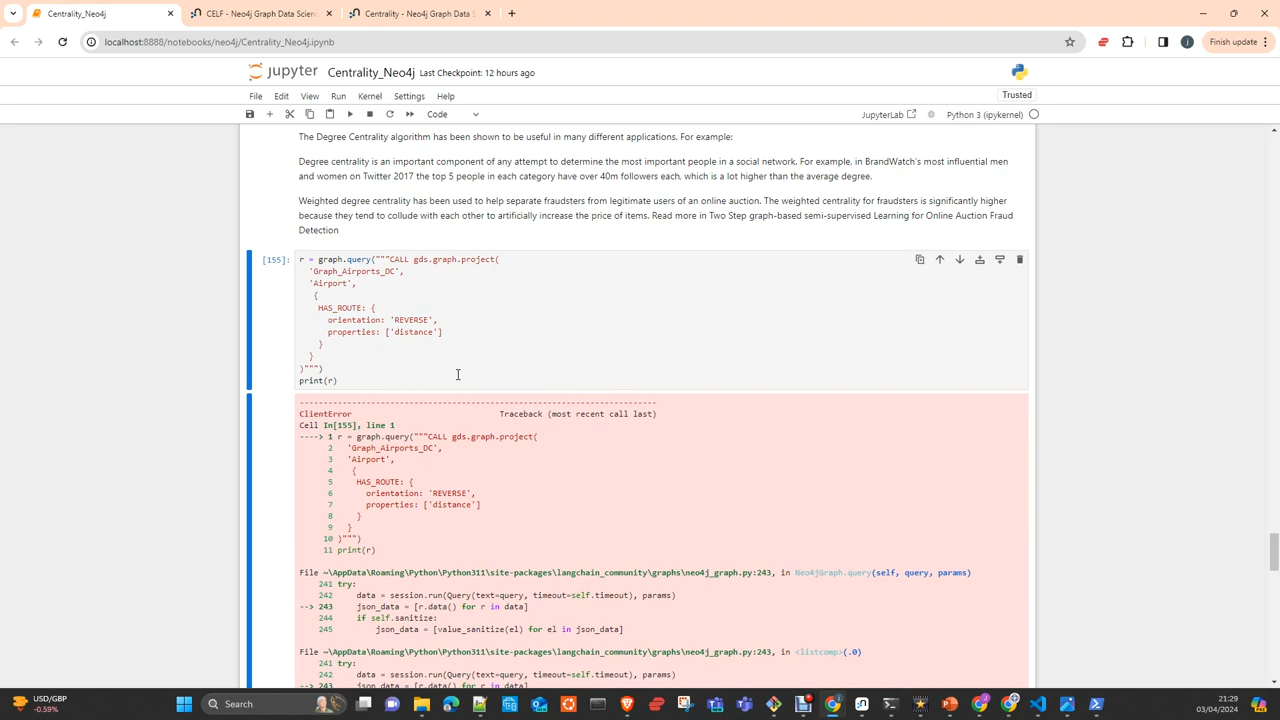 Centrality_Neo4j
CELF - Neo4j Graph Data Scien
Centrality - Neo4j Graph Data S
localhost:8888/notebooks/neo4j/Centrality_Neo4j.ipynb
Finish update
jupyter Centrality_Neo4j Last Checkpoint: 12 hours ago
File Edit View Run Kernel Settings Help
Trusted
Code
JupyterLab
Python 3 (ipykernel)
The Degree Centrality algorithm has been shown to be useful in many different applications. For example:
Degree centrality is an important component of any attempt to determine the most important people in a social network. For example, in BrandWatch's most influential men
and women on Twitter 2017 the top 5 people in each category have over 40m followers each, which is a lot higher than the average degree.
Weighted degree centrality has been used to help separate fraudsters from legitimate users of an online auction. The weighted centrality for fraudsters is significantly higher
because they tend to collude with each other to artificially increase the price of items. Read more in Two Step graph-based semi-supervised Learning for Online Auction Fraud
Detection
[155]: r = graph.query("""CALL gds.graph.project(
'Graph_Airports_DC',
'Airport',
{
HAS_ROUTE: {
orientation: 'REVERSE',
properties: ['distance']
}
}
)""")
print(r)
---------------------------------------------------------------------------
ClientError Traceback (most recent call last)
Cell In[155], line 1
----> 1 r = graph.query("""CALL gds.graph.project(
2 'Graph_Airports_DC',
3 'Airport',
4 {
5 HAS_ROUTE: {
6 orientation: 'REVERSE',
7 properties: ['distance']
8 }
9 }
10 )""")
11 print(r)
File ~\AppData\Roaming\Python\Python311\site-packages\langchain_community\graphs\neo4j_graph.py:243, in Neo4jGraph.query(self, query, params)
241 try:
242 data = session.run(Query(text=query, timeout=self.timeout), params)
--> 243 json_data = [r.data() for r in data]
244 if self.sanitize:
245 json_data = [value_sanitize(el) for el in json_data]
File ~\AppData\Roaming\Python\Python311\site-packages\langchain_community\graphs\neo4j_graph.py:243, in <listcomp>(.0)
241 try:
242 data = session.run(Query(text=query, timeout=self.timeout), params)
--> 243 json_data = [r.data() for r in data]
USD/GBP
-0.59%
Search
21:29
03/04/2024